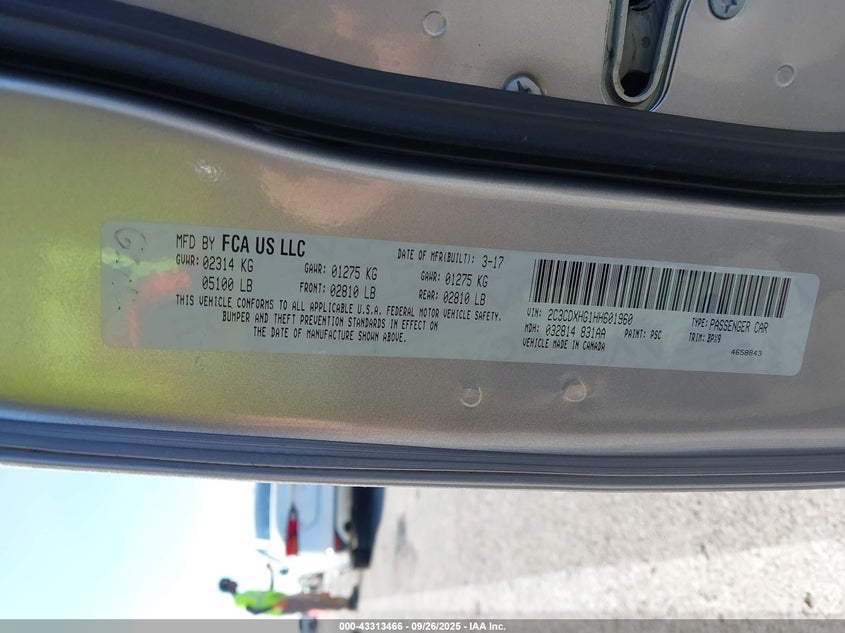 MFD BY FCA US LLC
DATE OF MFR(BUILT): 3-17
GVWR: 02314 KG
05100 LB
GAWR: 01275 KG
FRONT: 02810 LB
GAWR: 01275 KG
REAR: 02810 LB
THIS VEHICLE CONFORMS TO ALL APPLICABLE U.S.A. FEDERAL MOTOR VEHICLE SAFETY,
BUMPER AND THEFT PREVENTION STANDARDS IN EFFECT ON
THE DATE OF MANUFACTURE SHOWN ABOVE.
VIN: 2C3CDXHG1HH601960
TYPE: PASSENGER CAR
MDH: 032814 831AA
PAINT: PSC
TRIM: BPX9
VEHICLE MADE IN CANADA
4658843
000-43313466 - 09/26/2025 - IAA Inc.